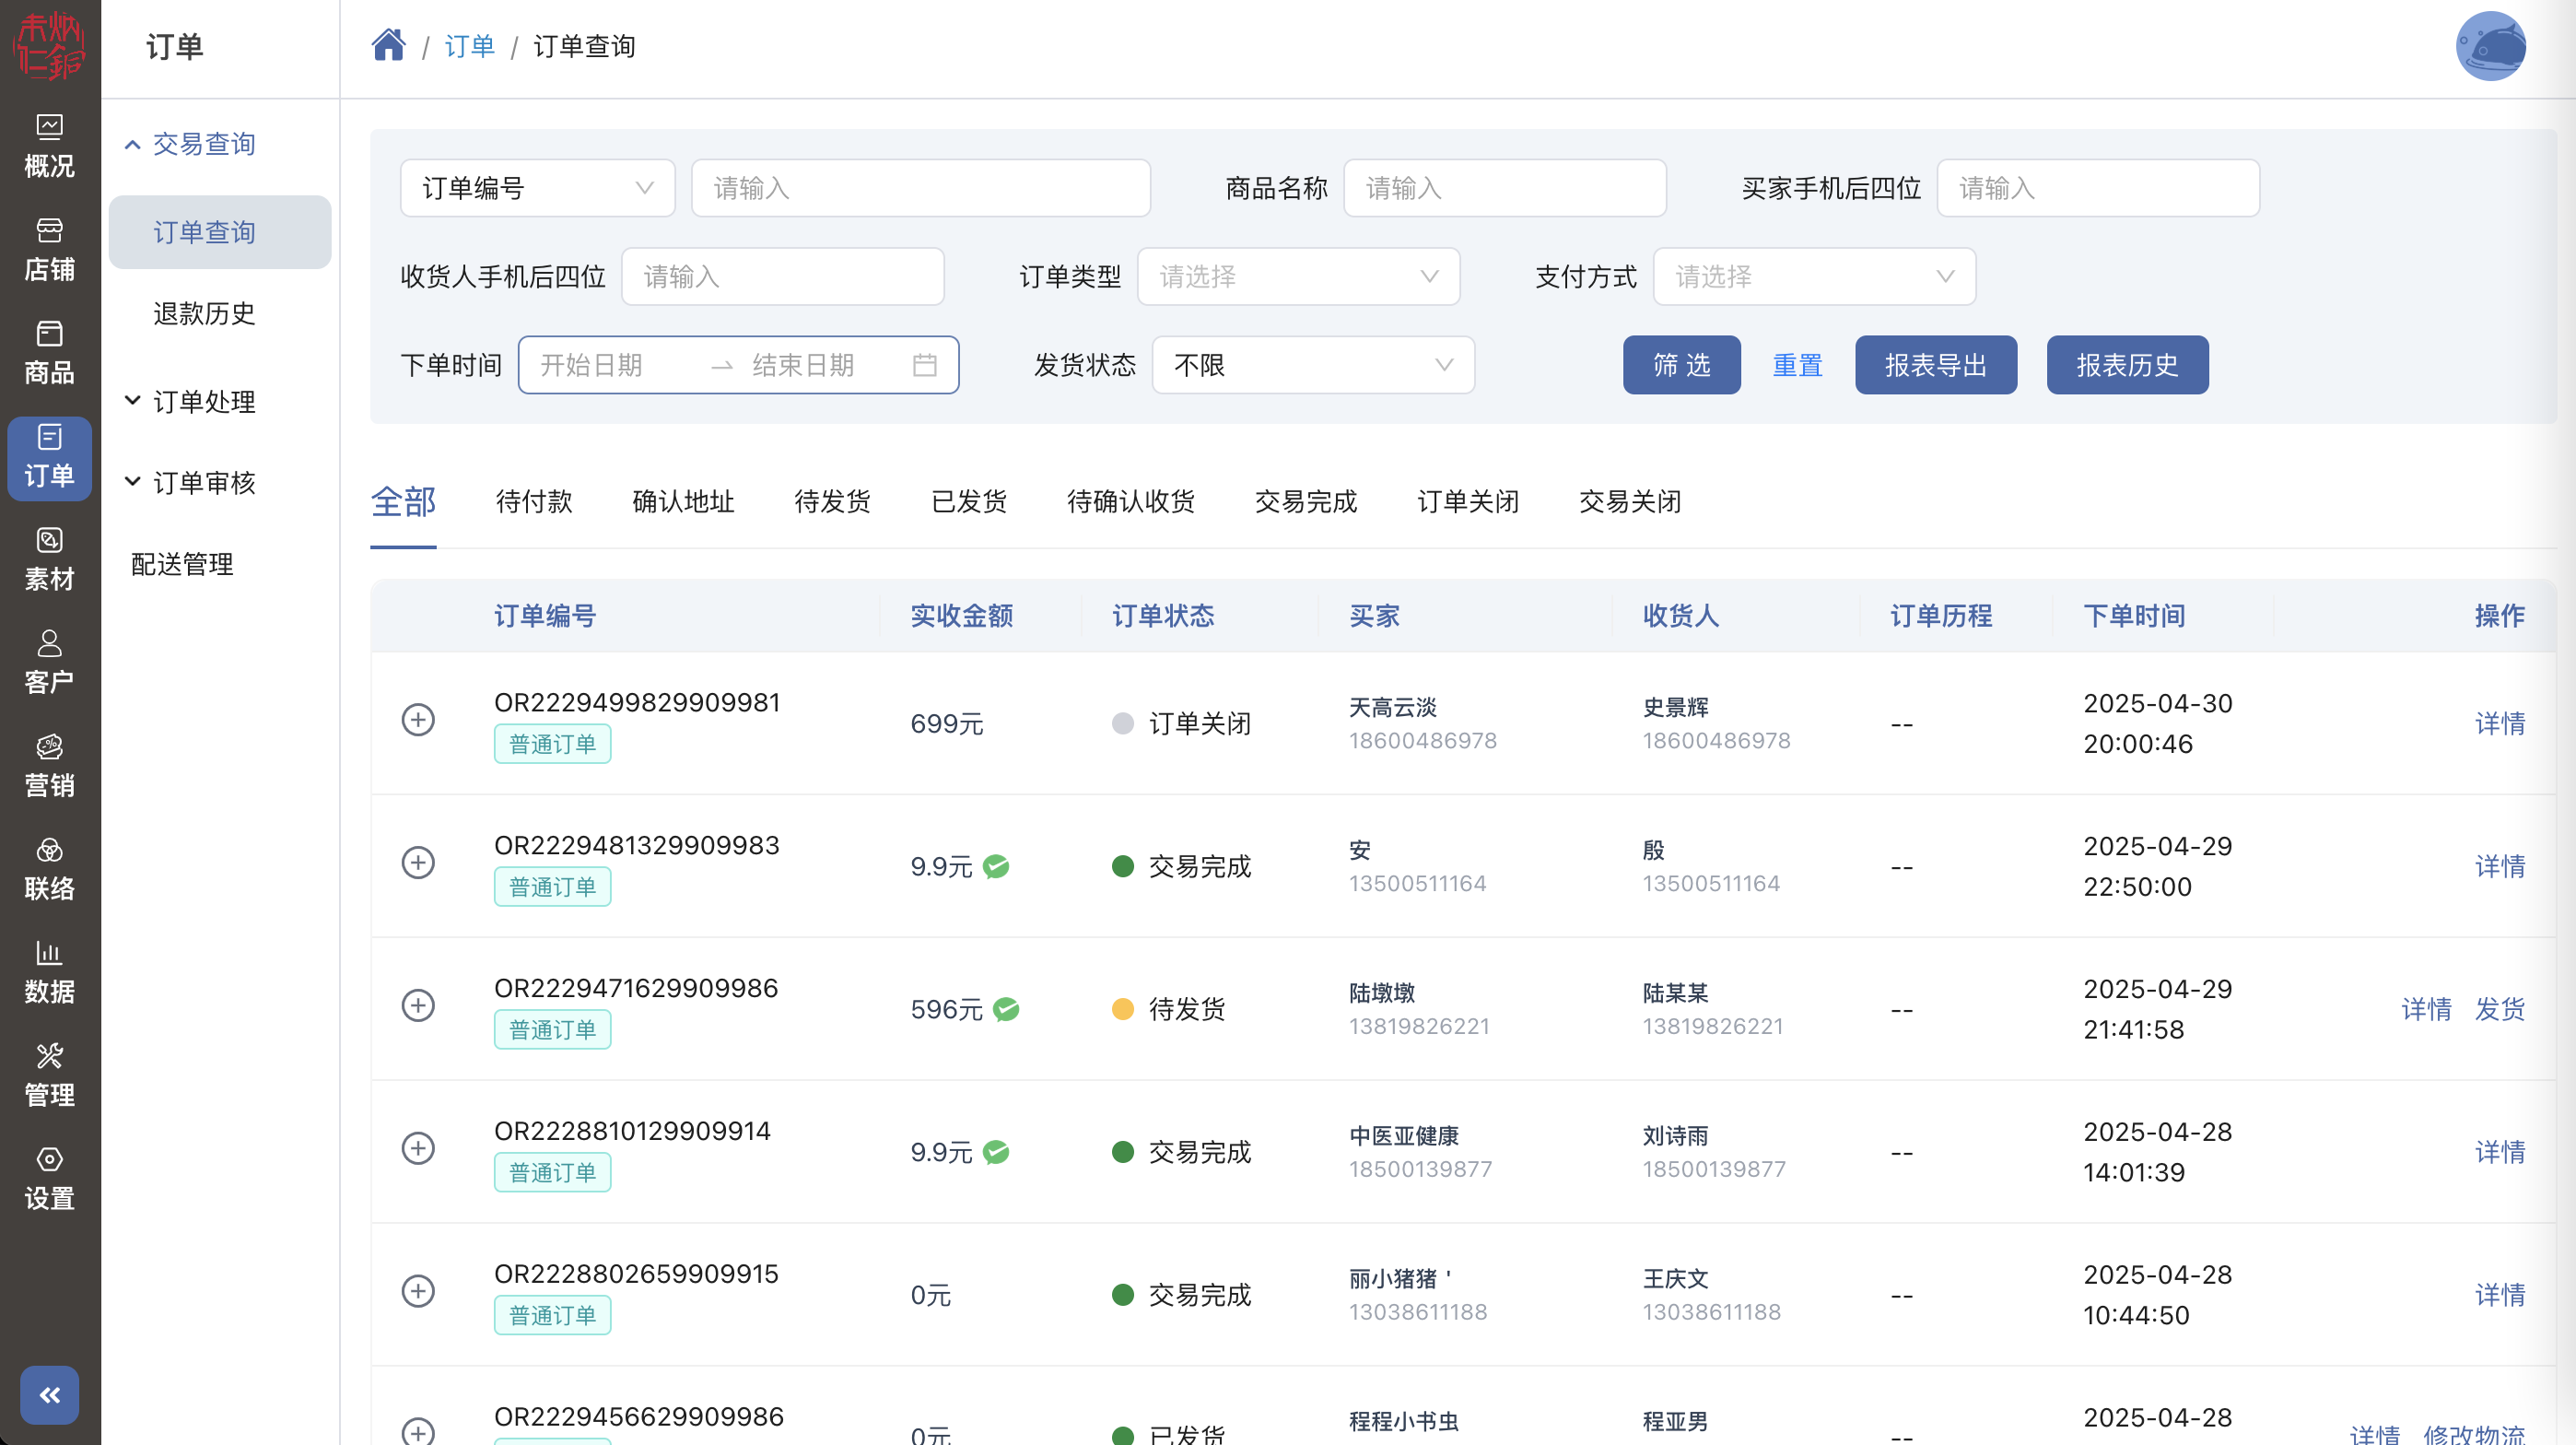 朱炳仁铜
概况
店铺
商品
订单
素材
客户
营销
联络
数据
管理
设置
订单
交易查询
订单查询
退款历史
订单处理
订单审核
配送管理
/ 订单 / 订单查询
订单编号 请输入 商品名称 请输入 买家手机后四位 请输入
收货人手机后四位 请输入 订单类型 请选择 支付方式 请选择
下单时间 开始日期 → 结束日期 发货状态 不限 筛 选 重置 报表导出 报表历史
全部 待付款 确认地址 待发货 已发货 待确认收货 交易完成 订单关闭 交易关闭
订单编号 实收金额 订单状态 买家 收货人 订单历程 下单时间 操作
OR2229499829909981
普通订单
699元
订单关闭
天高云淡
18600486978
史景辉
18600486978
--
2025-04-30
20:00:46
详情
OR2229481329909983
普通订单
9.9元
交易完成
安
13500511164
殷
13500511164
--
2025-04-29
22:50:00
详情
OR2229471629909986
普通订单
596元
待发货
陆墩墩
13819826221
陆某某
13819826221
--
2025-04-29
21:41:58
详情 发货
OR2228810129909914
普通订单
9.9元
交易完成
中医亚健康
18500139877
刘诗雨
18500139877
--
2025-04-28
14:01:39
详情
OR2228802659909915
普通订单
0元
交易完成
丽小猪猪 '
13038611188
王庆文
13038611188
--
2025-04-28
10:44:50
详情
OR2229456629909986
0元
已发货
程程小书虫
程亚男
--
2025-04-28
详情 修改物流